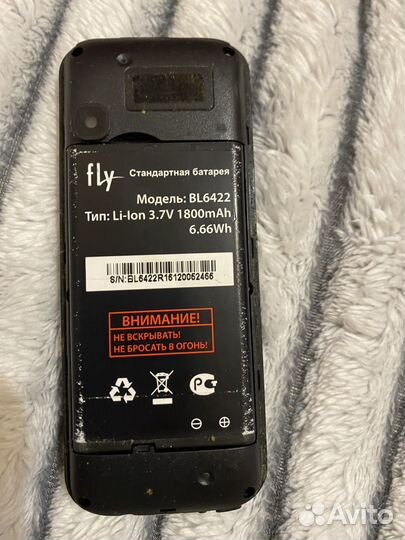 fly Стандартная батарея
Модель: BL6422
Тип: Li-Ion 3.7V 1800mAh
6.66Wh
S/N:BL6422R16120052466
ВНИМАНИЕ!
НЕ ВСКРЫВАТЬ!
НЕ БРОСАТЬ В ОГОНЬ!
Avito